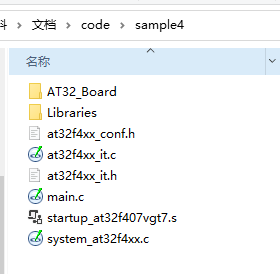 料 › 文档 › code › sample4
名称
AT32_Board
Libraries
at32f4xx_conf.h
at32f4xx_it.c
at32f4xx_it.h
main.c
startup_at32f407vgt7.s
system_at32f4xx.c